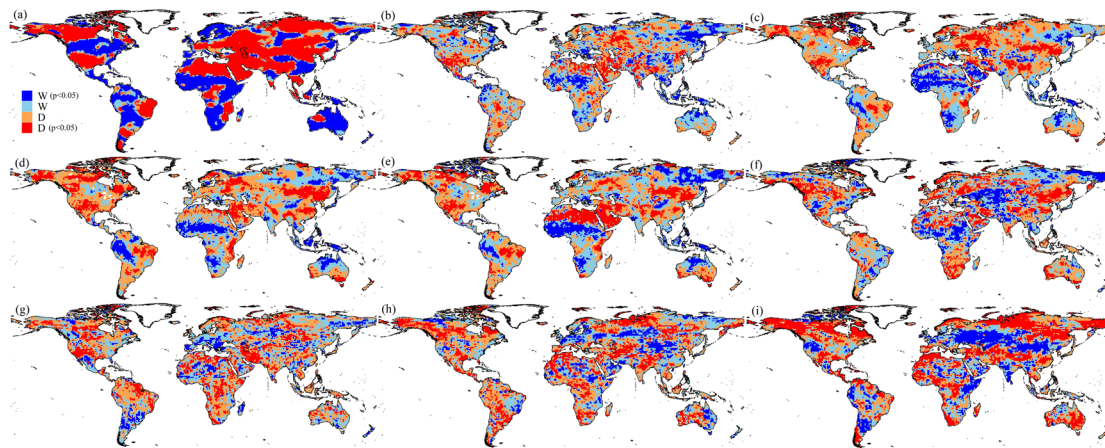 (a)
(b)
(c)
W (p<0.05)
W
D
D (p<0.05)
(d)
(e)
(f)
(g)
(h)
(i)